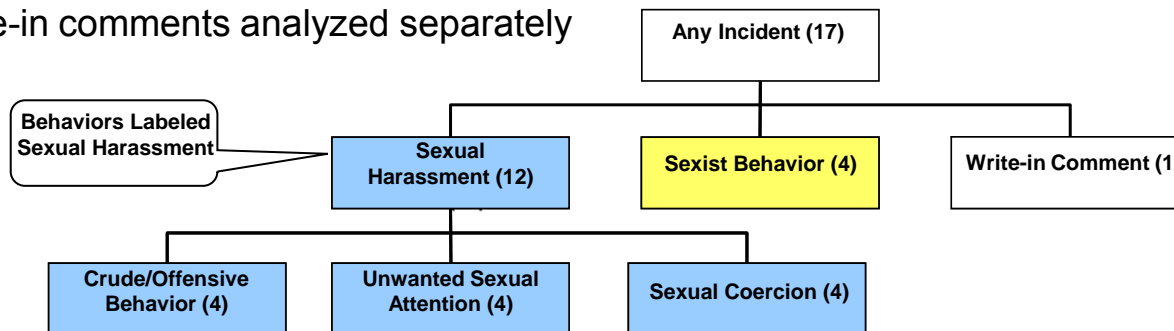 e-in comments analyzed separately
Any Incident (17)
Behaviors Labeled
Sexual Harassment
Sexual
Harassment (12)
Sexist Behavior (4)
Write-in Comment (1
Crude/Offensive
Behavior (4)
Unwanted Sexual
Attention (4)
Sexual Coercion (4)